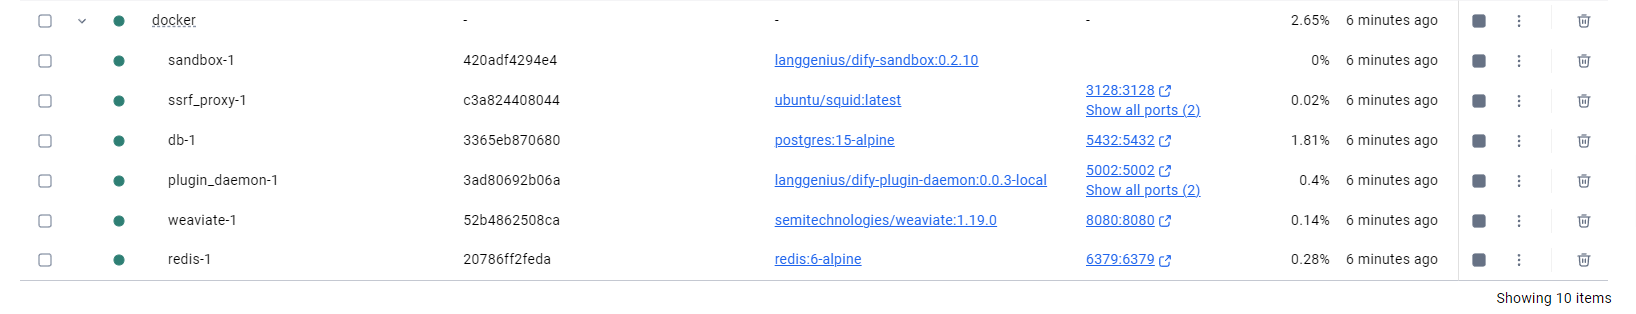 docker - - - 2.65% 6 minutes ago
sandbox-1 420adf4294e4 langgenius/dify-sandbox:0.2.10 0% 6 minutes ago
ssrf_proxy-1 c3a824408044 ubuntu/squid:latest 3128:3128 0.02% 6 minutes ago
Show all ports (2)
db-1 3365eb870680 postgres:15-alpine 5432:5432 1.81% 6 minutes ago
plugin_daemon-1 3ad80692b06a langgenius/dify-plugin-daemon:0.0.3-local 5002:5002 0.4% 6 minutes ago
Show all ports (2)
weaviate-1 52b4862508ca semitechnologies/weaviate:1.19.0 8080:8080 0.14% 6 minutes ago
redis-1 20786ff2feda redis:6-alpine 6379:6379 0.28% 6 minutes ago
Showing 10 items